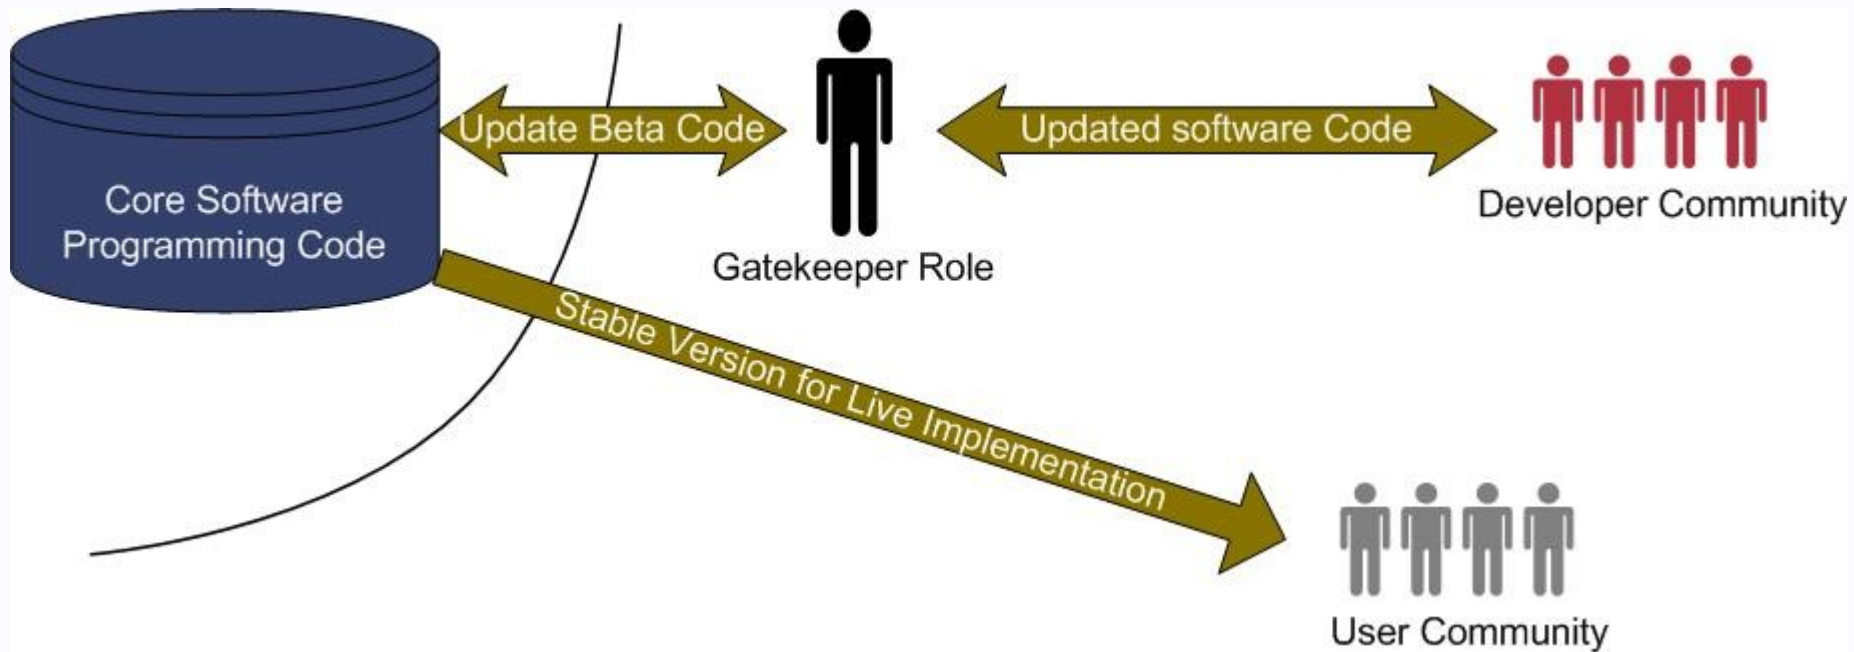 Core Software
Programming Code
Update Beta Code
Gatekeeper Role
Updated software Code
Developer Community
Stable Version for Live Implementation
User Community